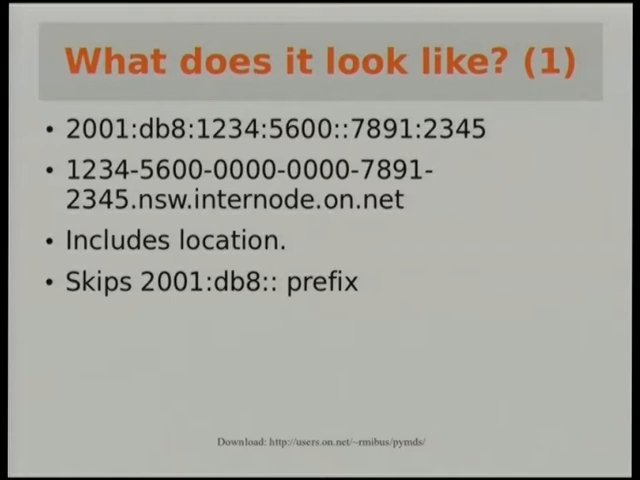 What does it look like? (1)
• 2001:db8:1234:5600::7891:2345
• 1234-5600-0000-0000-7891-
2345.nsw.internode.on.net
• Includes location.
• Skips 2001:db8:: prefix
Download: http://users.on.net/~rmibus/pymds/